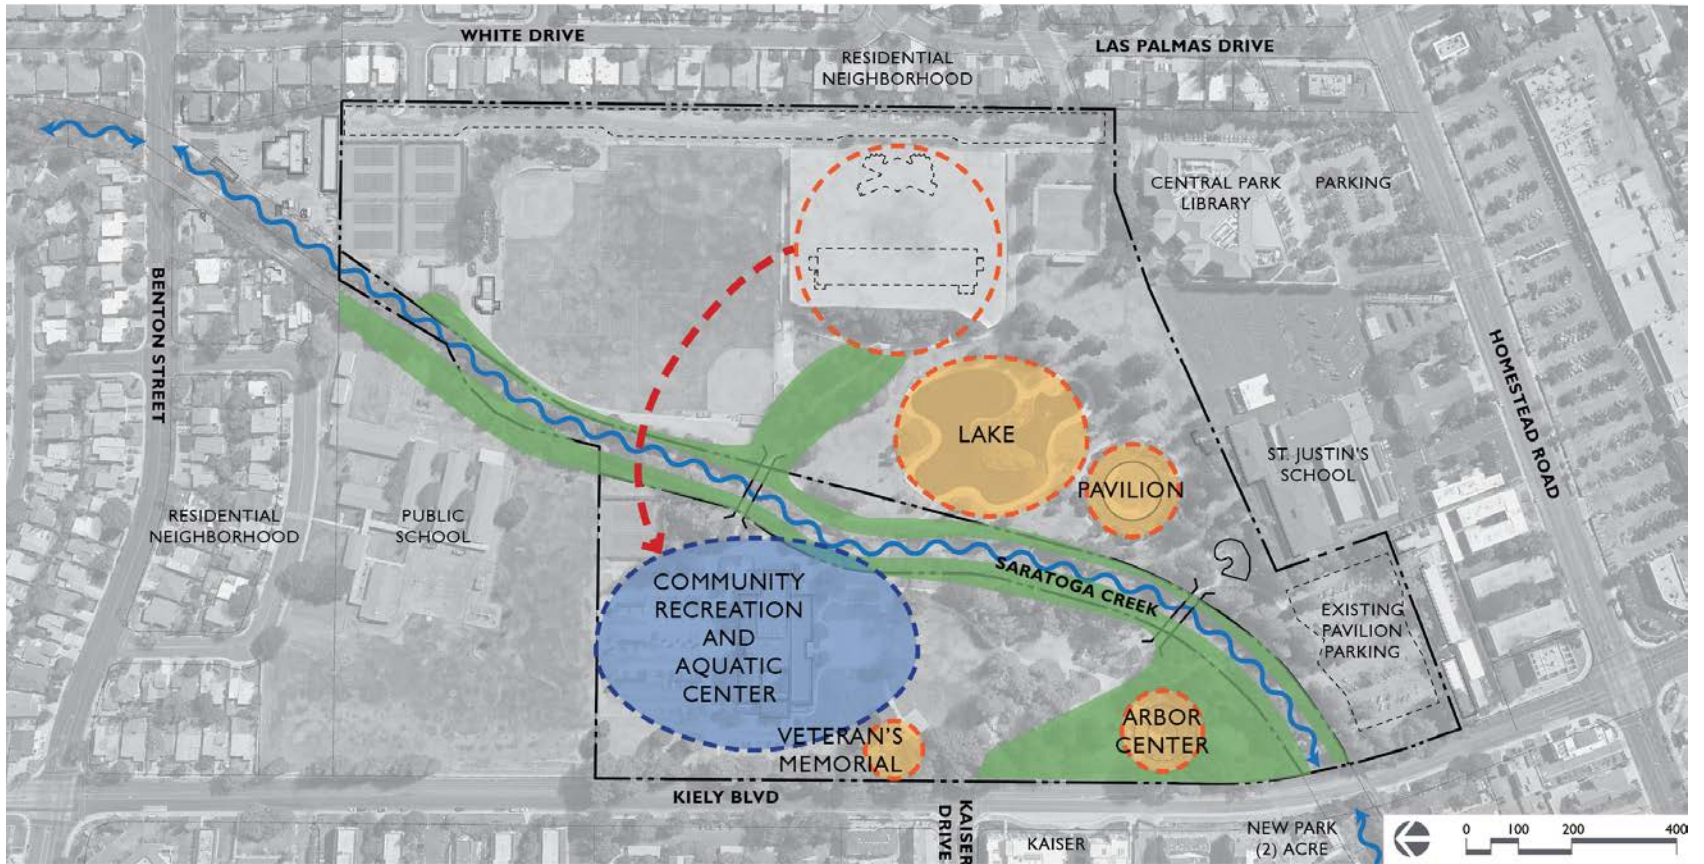 WHITE DRIVE
RESIDENTIAL
NEIGHBORHOOD
LAS PALMAS DRIVE
CENTRAL PARK
LIBRARY
PARKING
BENTON STREET
HOMESTEAD ROAD
LAKE
PAVILION
ST. JUSTIN'S
SCHOOL
RESIDENTIAL
NEIGHBORHOOD
PUBLIC
SCHOOL
SARATOGA CREEK
COMMUNITY
RECREATION
AND
AQUATIC
CENTER
EXISTING
PAVILION
PARKING
ARBOR
CENTER
VETERAN'S
MEMORIAL
KIELY BLVD
KAISER
DRIVE
KAISER
NEW PARK
(2) ACRE
0 100 200 400